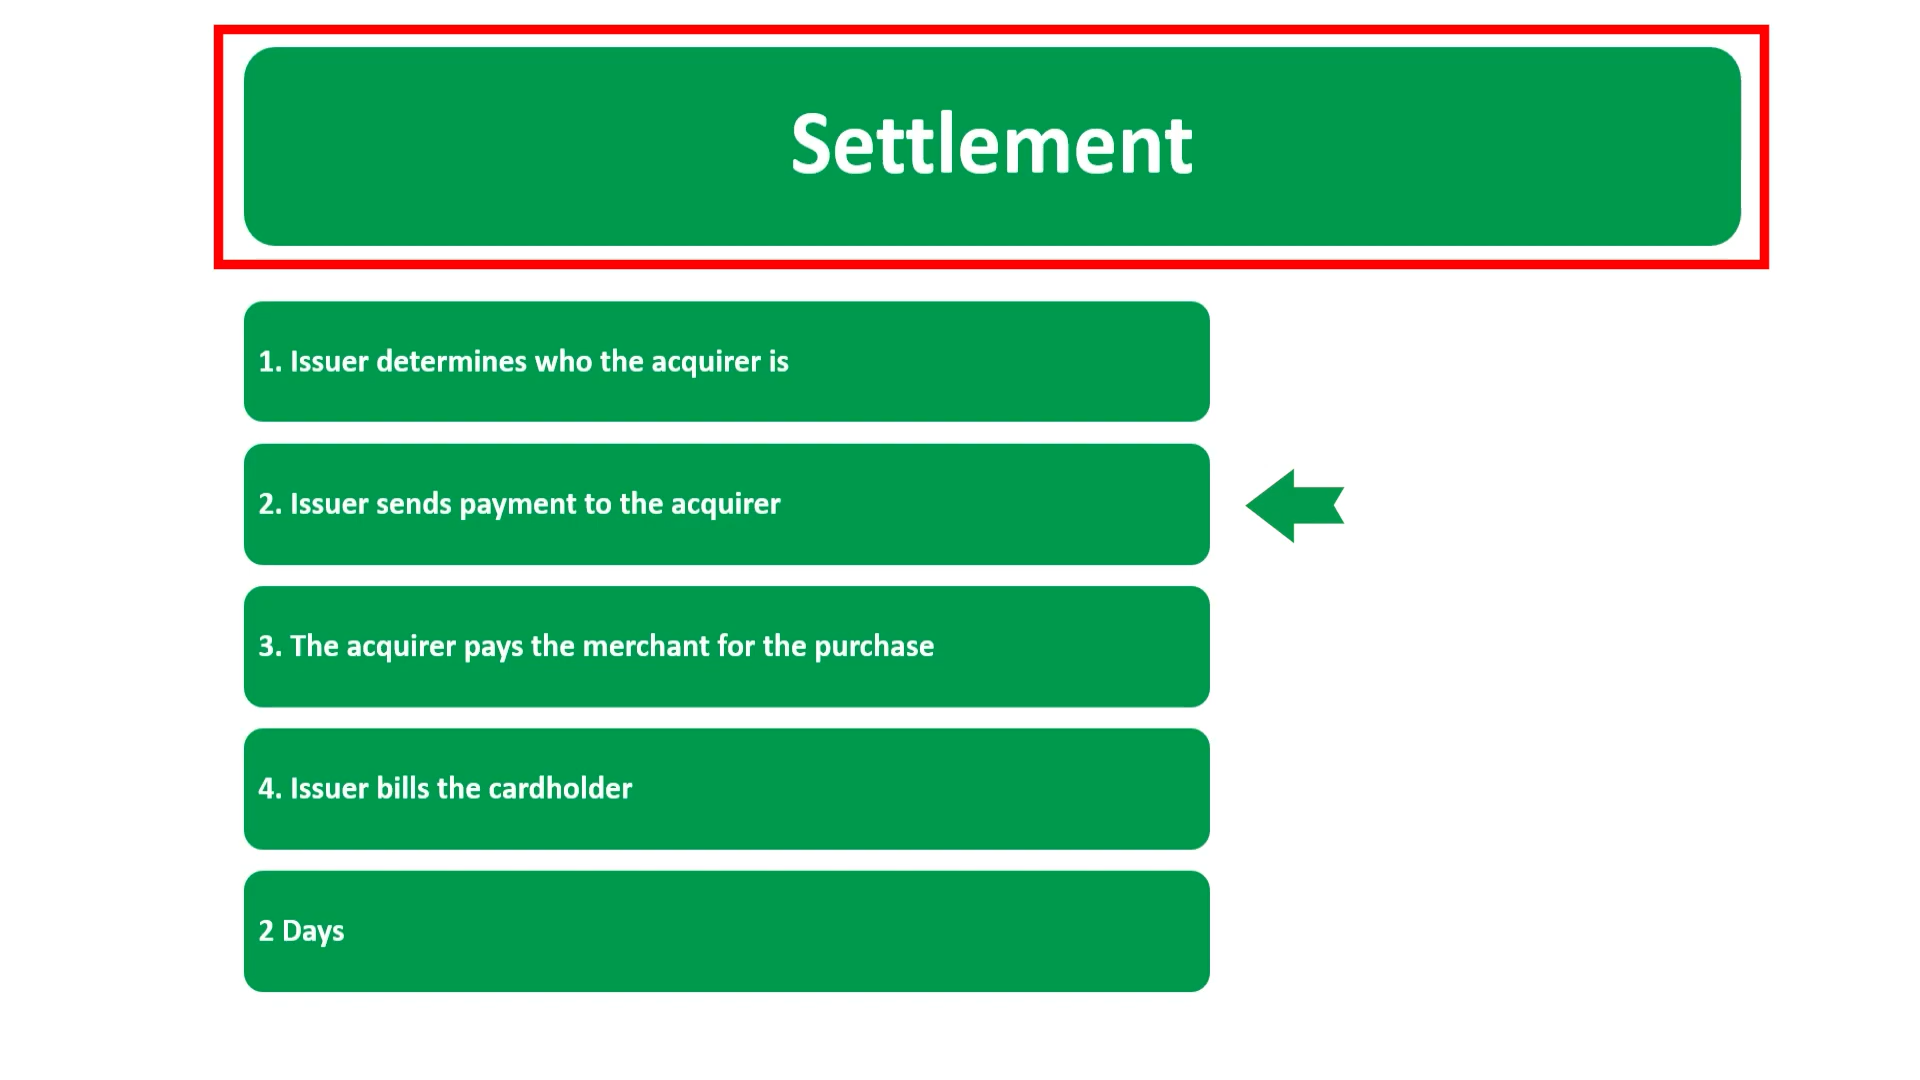 Settlement
1. Issuer determines who the acquirer is
2. Issuer sends payment to the acquirer
3. The acquirer pays the merchant for the purchase
4. Issuer bills the cardholder
2 Days